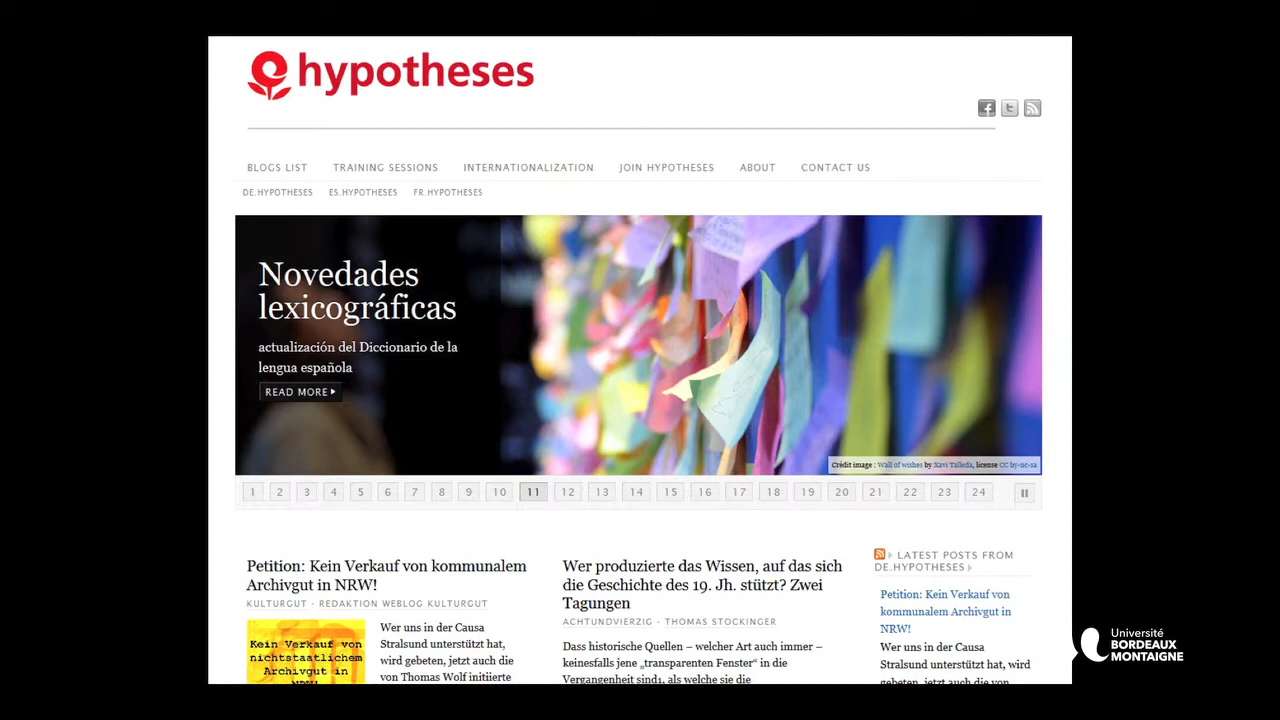 hypotheses
BLOGS LIST TRAINING SESSIONS INTERNATIONALIZATION JOIN HYPOTHESES ABOUT CONTACT US
DE.HYPOTHESES ES.HYPOTHESES FR.HYPOTHESES
Novedades
lexicográficas
actualización del Diccionario de la
lengua española
READ MORE
Crédit image : Wall of wishes by Xavi Talleda, license CC by-nc-sa
1 2 3 4 5 6 7 8 9 10 11 12 13 14 15 16 17 18 19 20 21 22 23 24
Petition: Kein Verkauf von kommunalem
Archivgut in NRW!
KULTURGUT - REDAKTION WEBLOG KULTURGUT
Kein Verkauf von
nichtstaatlichem
Archivgut in
NRW!
Wer uns in der Causa
Stralsund unterstützt hat,
wird gebeten, jetzt auch die
von Thomas Wolf initiierte
Wer produzierte das Wissen, auf das sich
die Geschichte des 19. Jh. stützt? Zwei
Tagungen
ACHTUNDVIERZIG - THOMAS STOCKINGER
Dass historische Quellen – welcher Art auch immer –
keinesfalls jene „transparenten Fenster“ in die
Vergangenheit sind1, als welche sie die
LATEST POSTS FROM
DE.HYPOTHESES
Petition: Kein Verkauf von
kommunalem Archivgut in
NRW!
Wer uns in der Causa
Stralsund unterstützt hat, wird
gebeten, jetzt auch die von
Université
BORDEAUX
MONTAIGNE